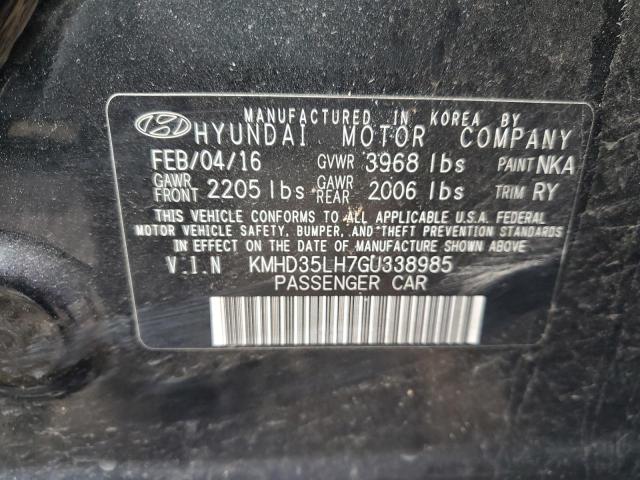 MANUFACTURED IN KOREA BY
HYUNDAI MOTOR COMPANY
FEB/04/16 GVWR 3968 lbs PAINT NKA
GAWR FRONT 2205 lbs GAWR REAR 2006 lbs TRIM RY
THIS VEHICLE CONFORMS TO ALL APPLICABLE U.S.A. FEDERAL
MOTOR VEHICLE SAFETY, BUMPER, AND THEFT PREVENTION STANDARDS
IN EFFECT ON THE DATE OF MANUFACTURE SHOWN ABOVE
V.I.N KMHD35LH7GU338985
PASSENGER CAR